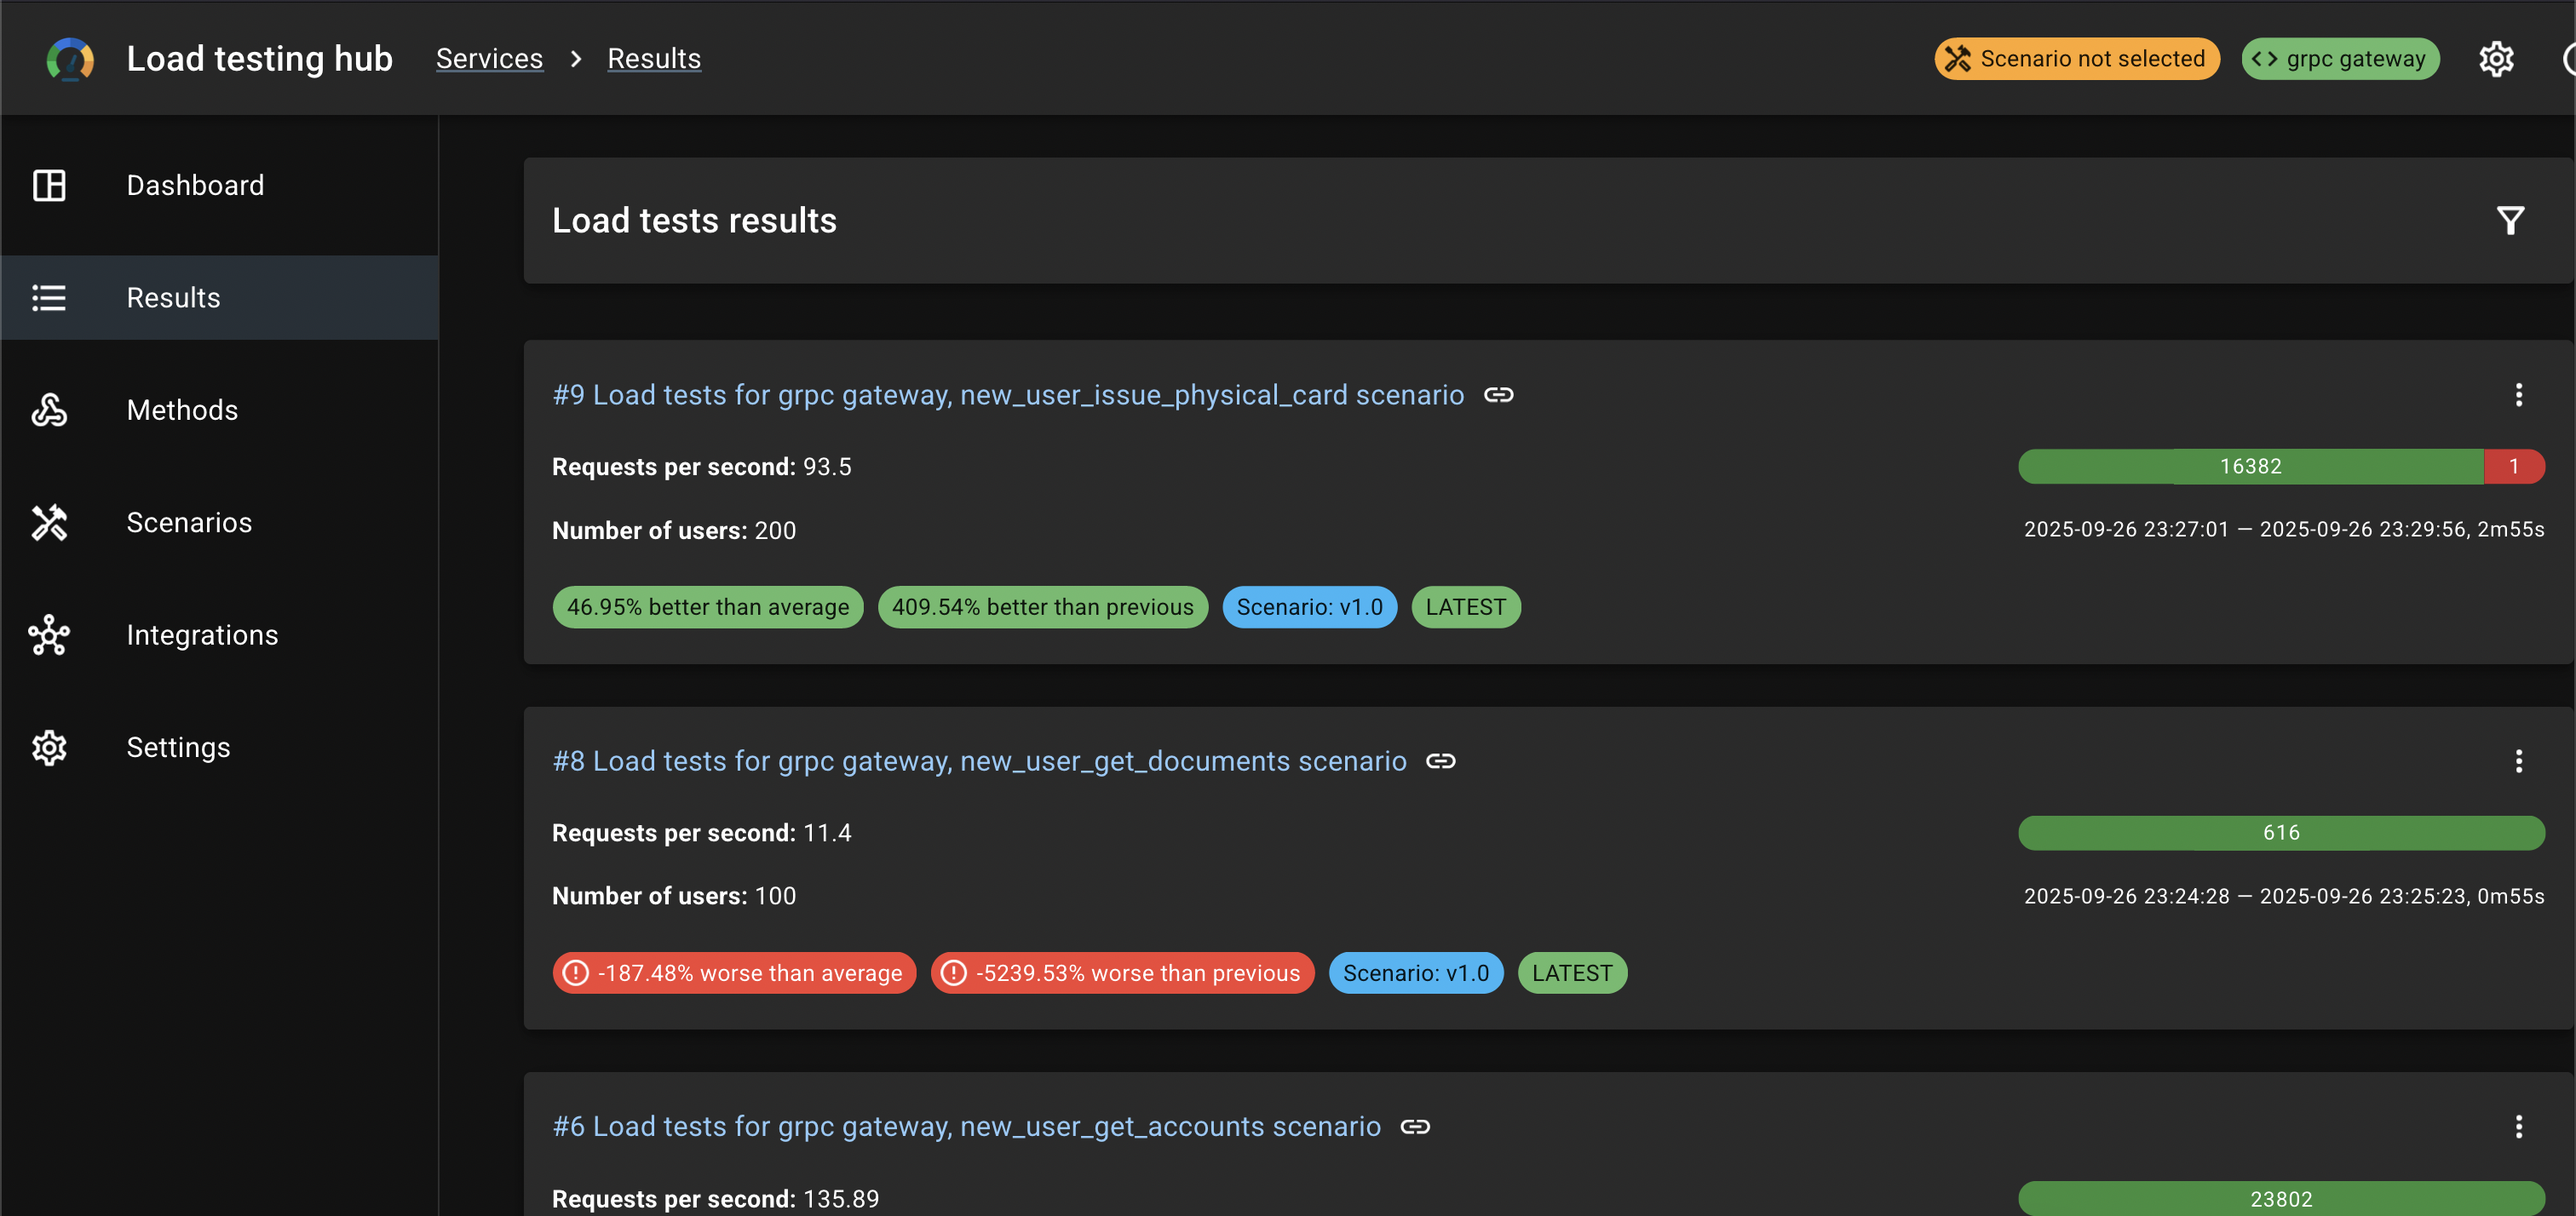 Load testing hub
Services
Results
Scenario not selected
grpc gateway
Dashboard
Results
Methods
Scenarios
Integrations
Settings
Load tests results
#9 Load tests for grpc gateway, new_user_issue_physical_card scenario
Requests per second: 93.5
16382
1
Number of users: 200
2025-09-26 23:27:01 — 2025-09-26 23:29:56, 2m55s
46.95% better than average
409.54% better than previous
Scenario: v1.0
LATEST
#8 Load tests for grpc gateway, new_user_get_documents scenario
Requests per second: 11.4
616
Number of users: 100
2025-09-26 23:24:28 — 2025-09-26 23:25:23, 0m55s
-187.48% worse than average
-5239.53% worse than previous
Scenario: v1.0
LATEST
#6 Load tests for grpc gateway, new_user_get_accounts scenario
Requests per second: 135.89
23802